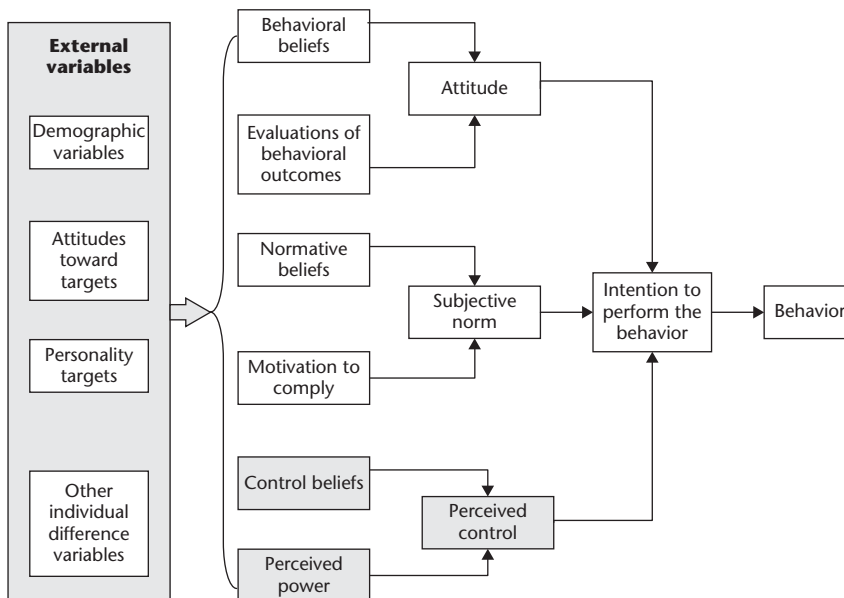 External
variables
Demographic
variables
Attitudes
toward
targets
Personality
targets
Other
individual
difference
variables
Behavioral
beliefs
Evaluations of
behavioral
outcomes
Normative
beliefs
Motivation to
comply
Control beliefs
Perceived
power
Attitude
Subjective
norm
Perceived
control
Intention to
perform the
behavior
Behavior